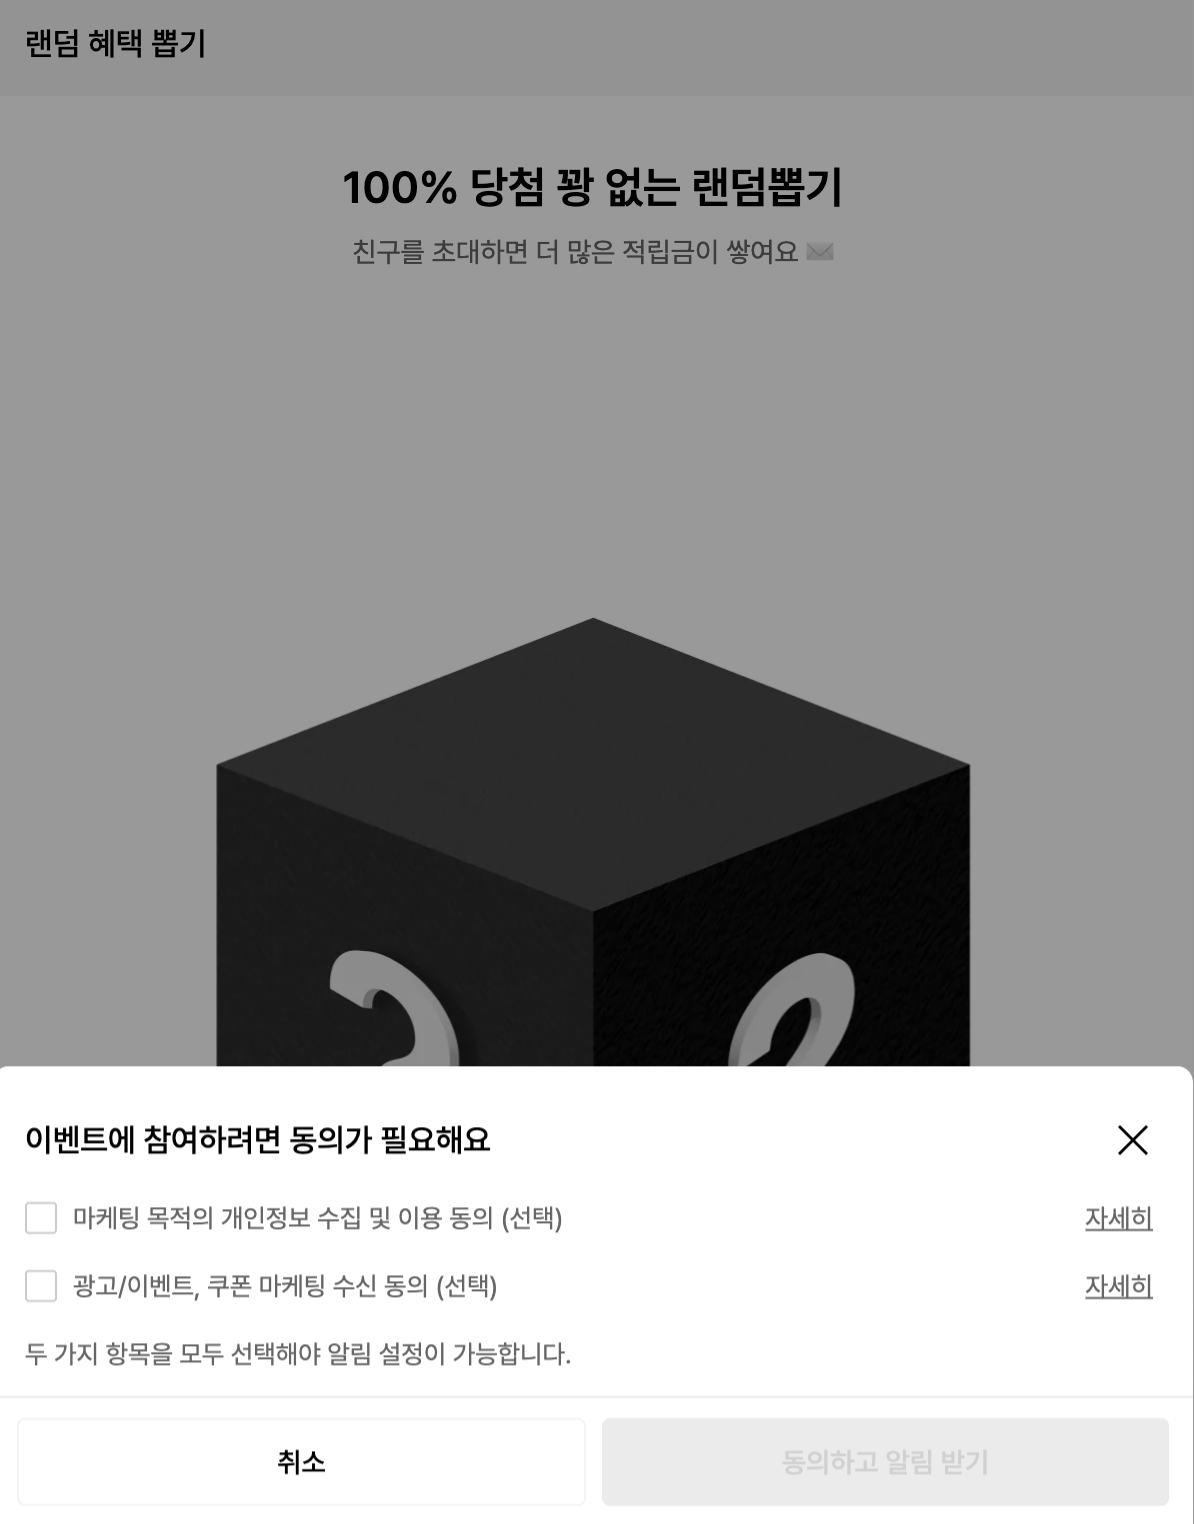 랜덤 혜택 뽑기
100% 당첨 꽝 없는 랜덤뽑기
친구를 초대하면 더 많은 적립금이 쌓여요 ✉️
이벤트에 참여하려면 동의가 필요해요
마케팅 목적의 개인정보 수집 및 이용 동의 (선택) 자세히
광고/이벤트, 쿠폰 마케팅 수신 동의 (선택) 자세히
두 가지 항목을 모두 선택해야 알림 설정이 가능합니다.
취소 동의하고 알림 받기